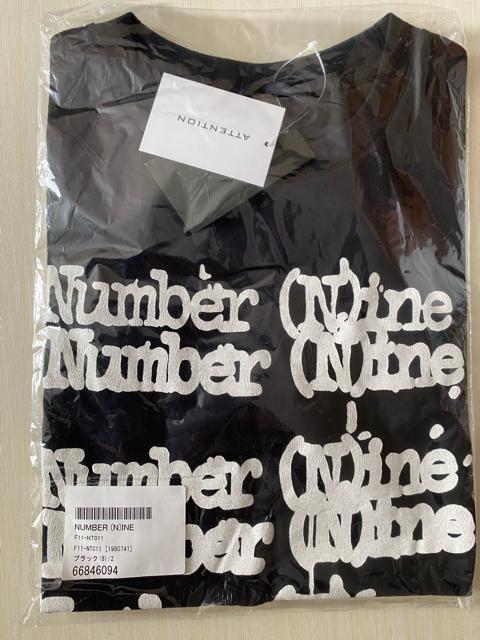 ATTENTION
Number (N)ine
Number (N)ine
Number (N)ine
Number (N)ine
NUMBER (N)INE
F11-NT011
F11-NT011 [1980741]
ブラック(B)/2
66846094